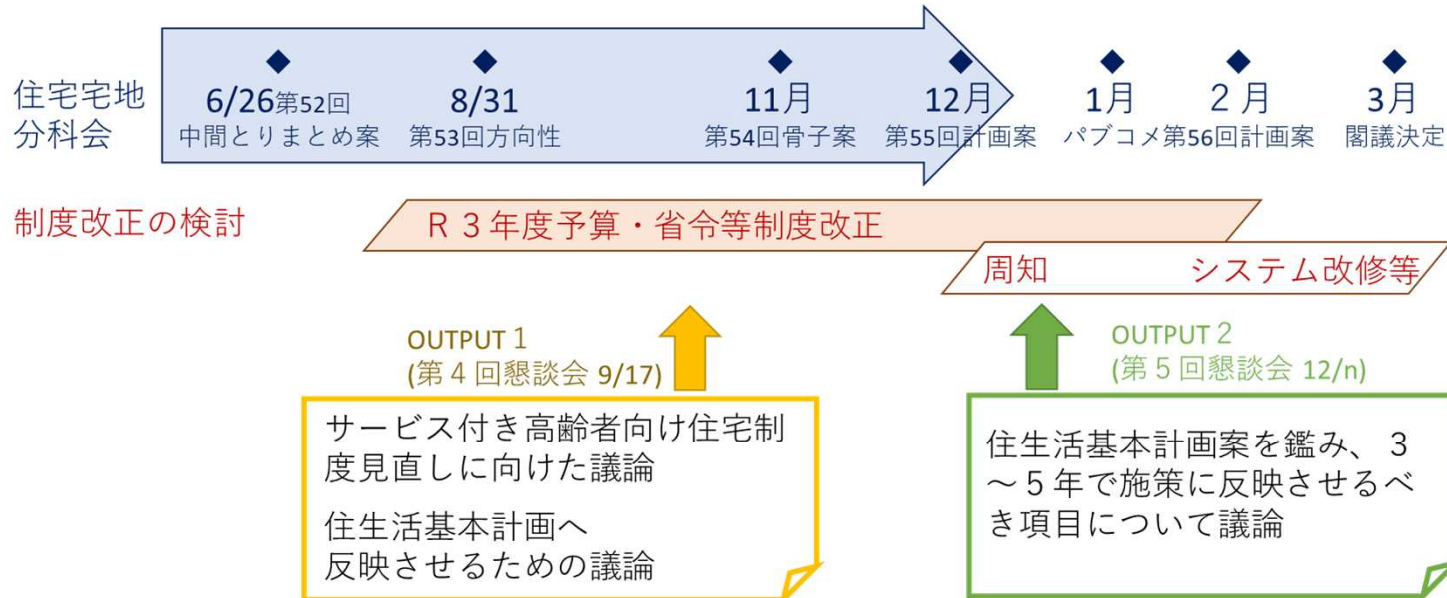 住宅宅地
分科会
6/26第52回
中間とりまとめ案
8/31
第53回方向性
11月
第54回骨子案
12月
第55回計画案
1月
パブコメ
2月
第56回計画案
3月
閣議決定
制度改正の検討
R3年度予算・省令等制度改正
周知 システム改修等
OUTPUT1
(第4回懇談会 9/17)
サービス付き高齢者向け住宅制
度見直しに向けた議論
住生活基本計画へ
反映させるための議論
OUTPUT2
(第5回懇談会 12/n)
住生活基本計画案を鑑み、3
～5年で施策に反映させるべ
き項目について議論